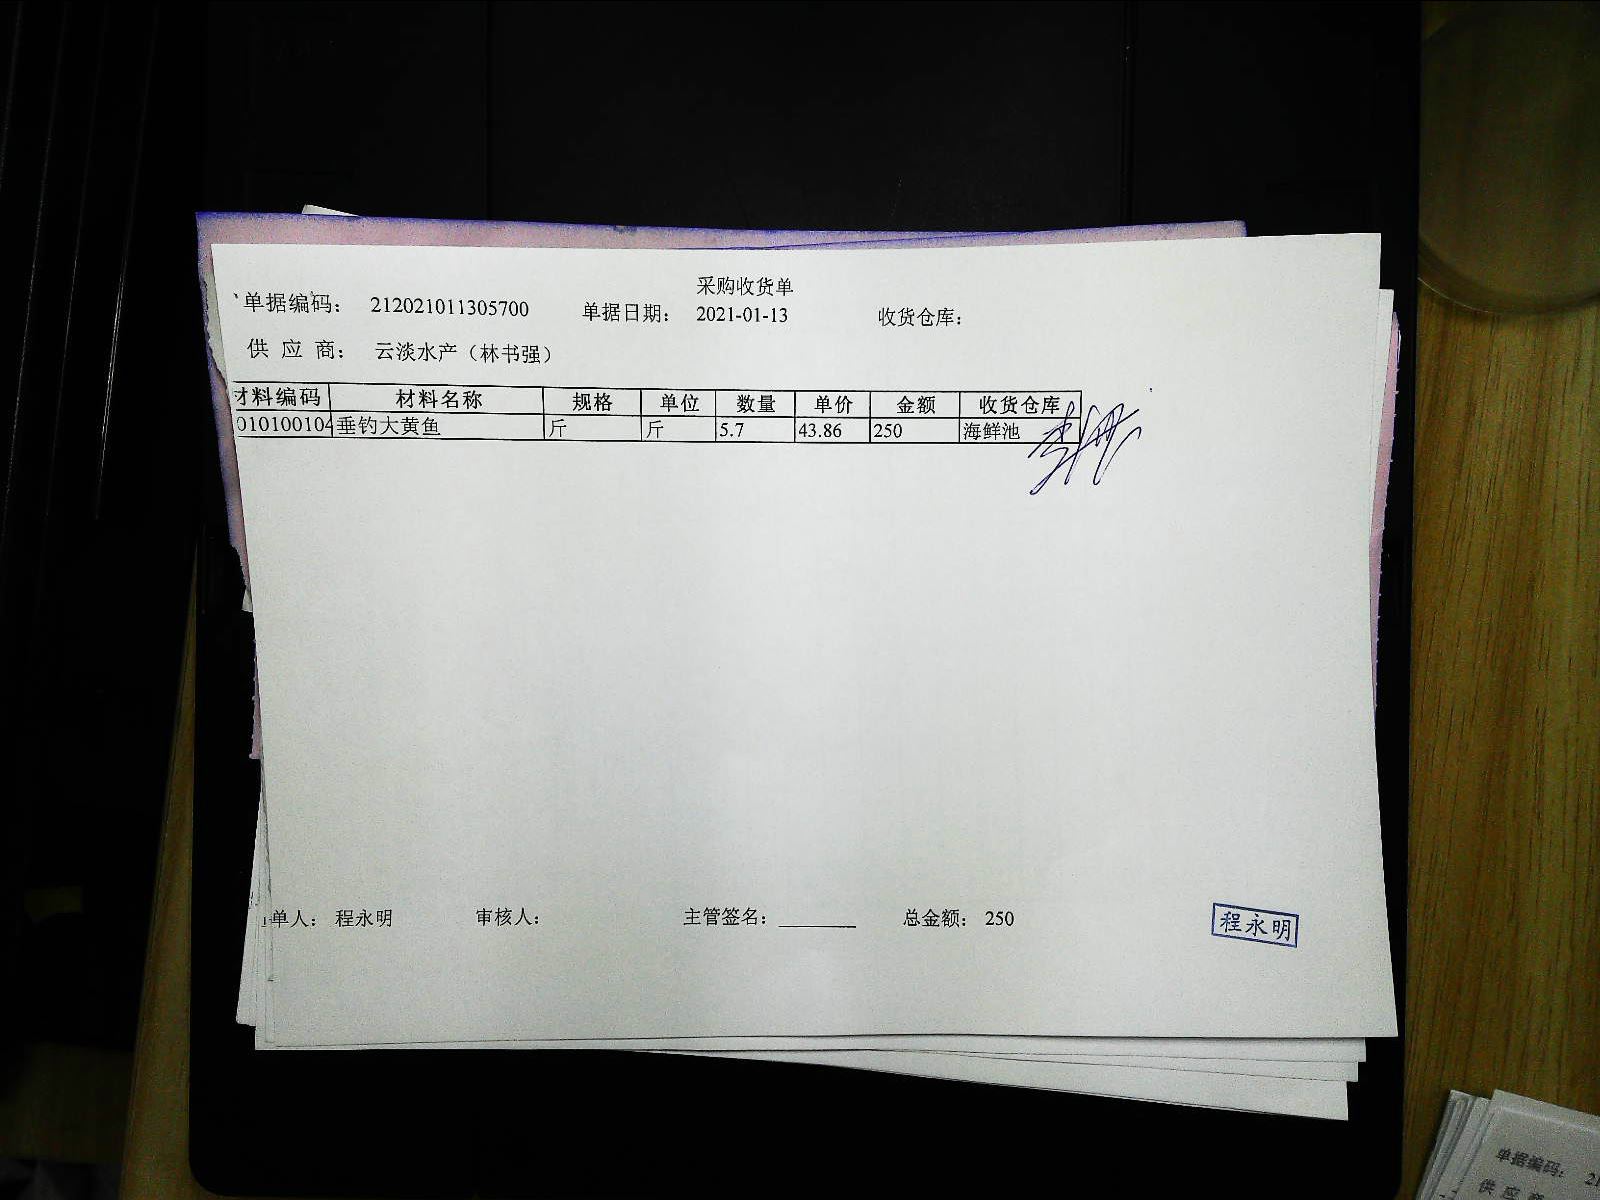 采购收货单
单据编码： 212021011305700 单据日期： 2021-01-13 收货仓库：
供 应 商： 云淡水产（林书强）
材料编码 材料名称 规格 单位 数量 单价 金额 收货仓库
010100104 垂钓大黄鱼 斤 斤 5.7 43.86 250 海鲜池
单人： 程永明 审核人： 主管签名： ________ 总金额： 250
程永明
单据编码： 21
供 应